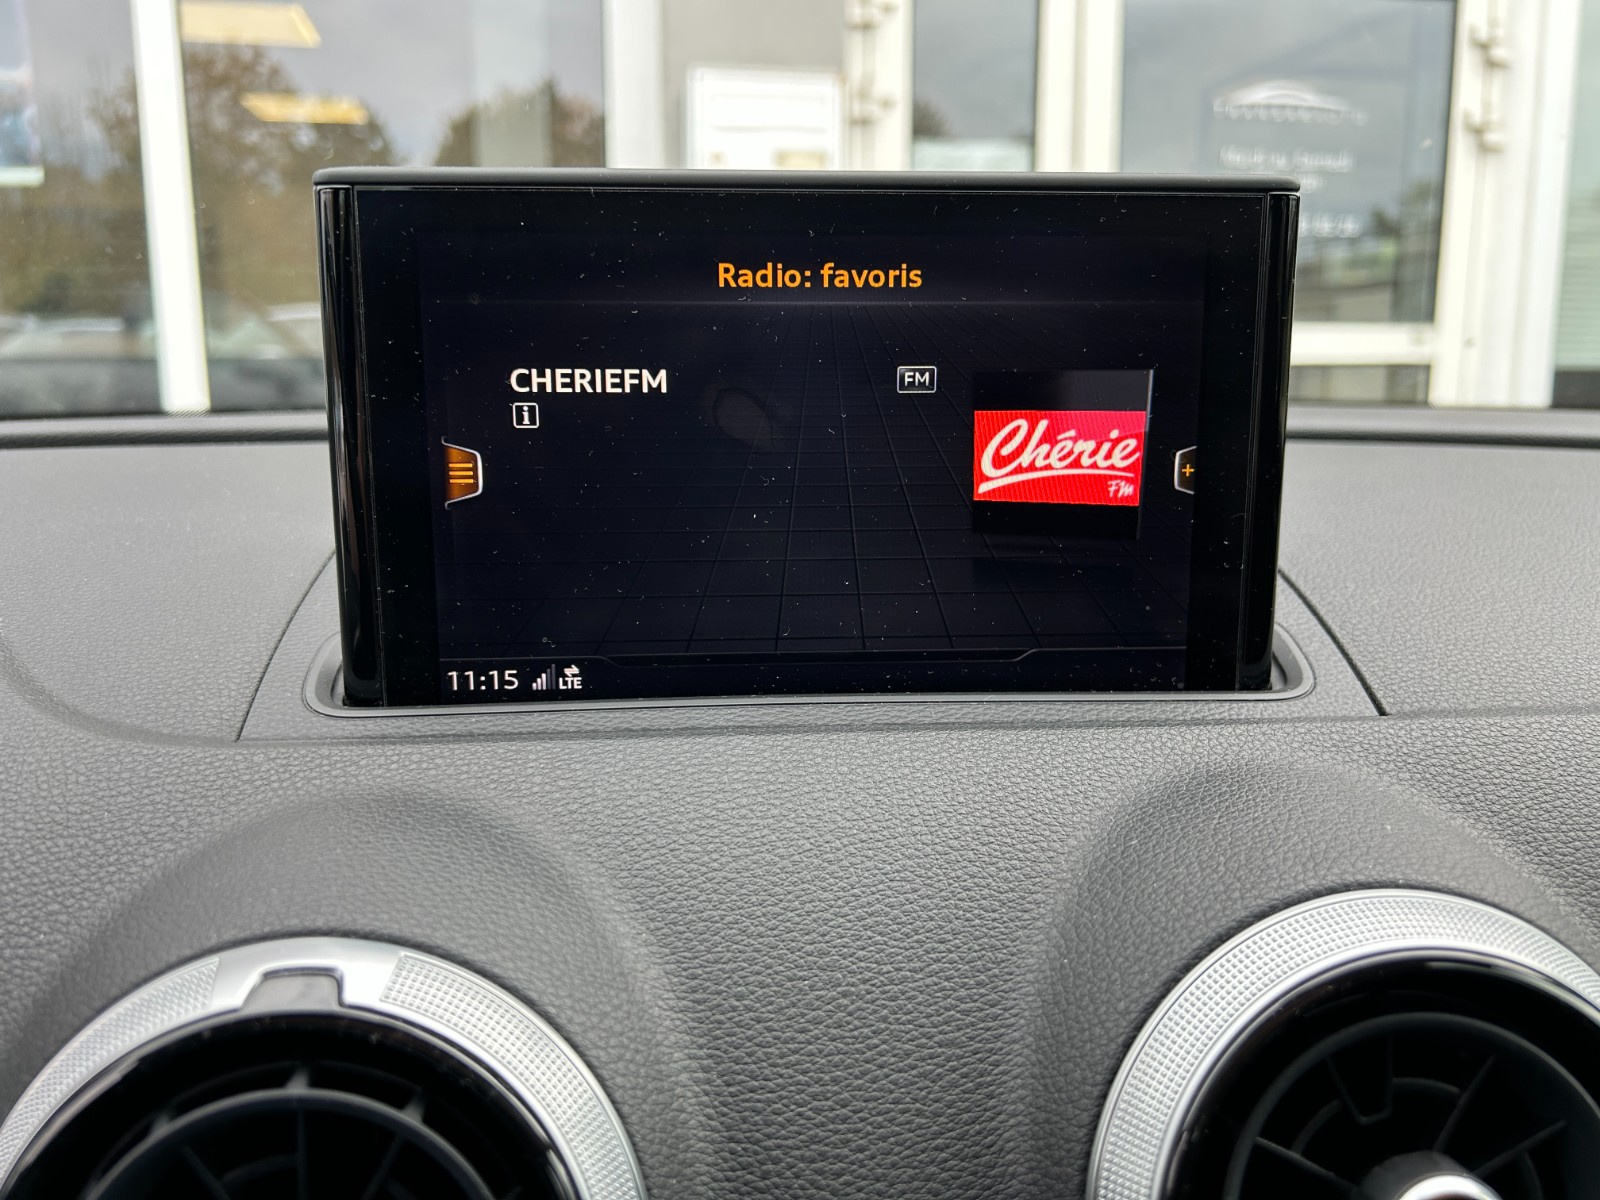 Radio: favoris
CHERIEFM
FM
i
Chérie
FM
11:15
LTE